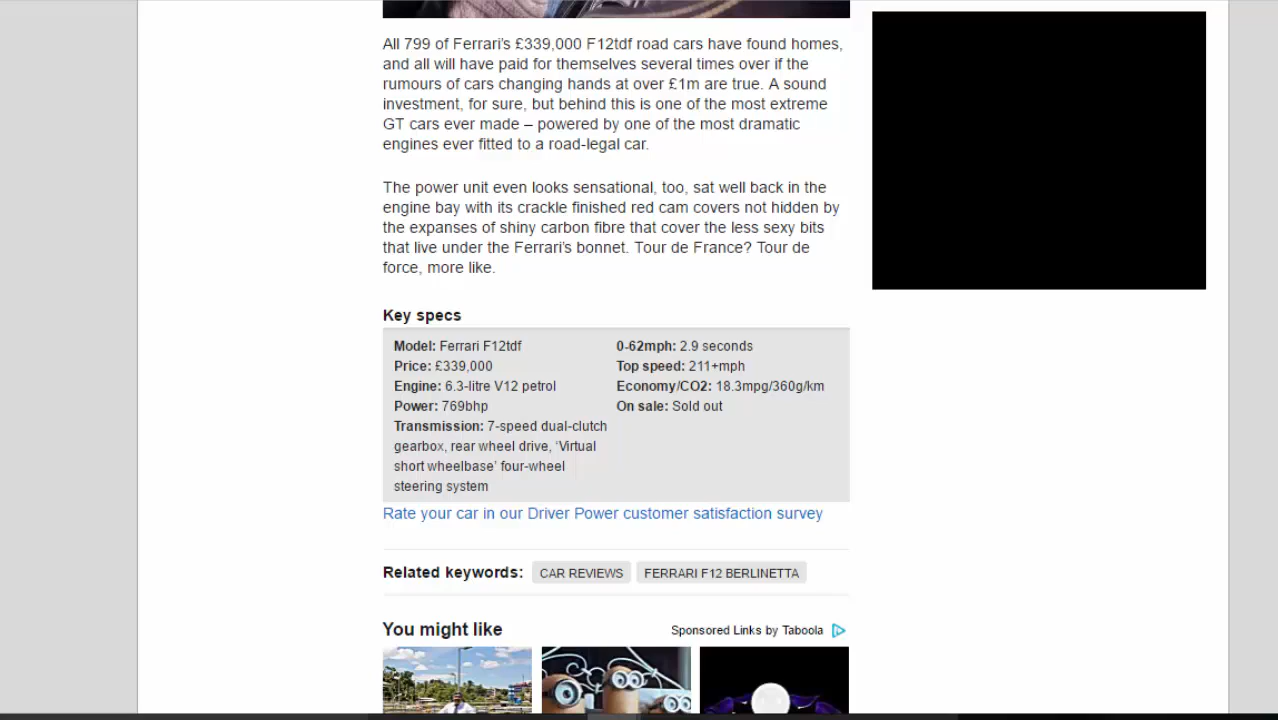 All 799 of Ferrari's £339,000 F12tdf road cars have found homes,
and all will have paid for themselves several times over if the
rumours of cars changing hands at over £1m are true. A sound
investment, for sure, but behind this is one of the most extreme
GT cars ever made – powered by one of the most dramatic
engines ever fitted to a road-legal car.
The power unit even looks sensational, too, sat well back in the
engine bay with its crackle finished red cam covers not hidden by
the expanses of shiny carbon fibre that cover the less sexy bits
that live under the Ferrari's bonnet. Tour de France? Tour de
force, more like.
Key specs
Model: Ferrari F12tdf
Price: £339,000
Engine: 6.3-litre V12 petrol
Power: 769bhp
Transmission: 7-speed dual-clutch
gearbox, rear wheel drive, ‘Virtual
short wheelbase’ four-wheel
steering system
0-62mph: 2.9 seconds
Top speed: 211+mph
Economy/CO2: 18.3mpg/360g/km
On sale: Sold out
Rate your car in our Driver Power customer satisfaction survey
Related keywords: CAR REVIEWS FERRARI F12 BERLINETTA
You might like
Sponsored Links by Taboola